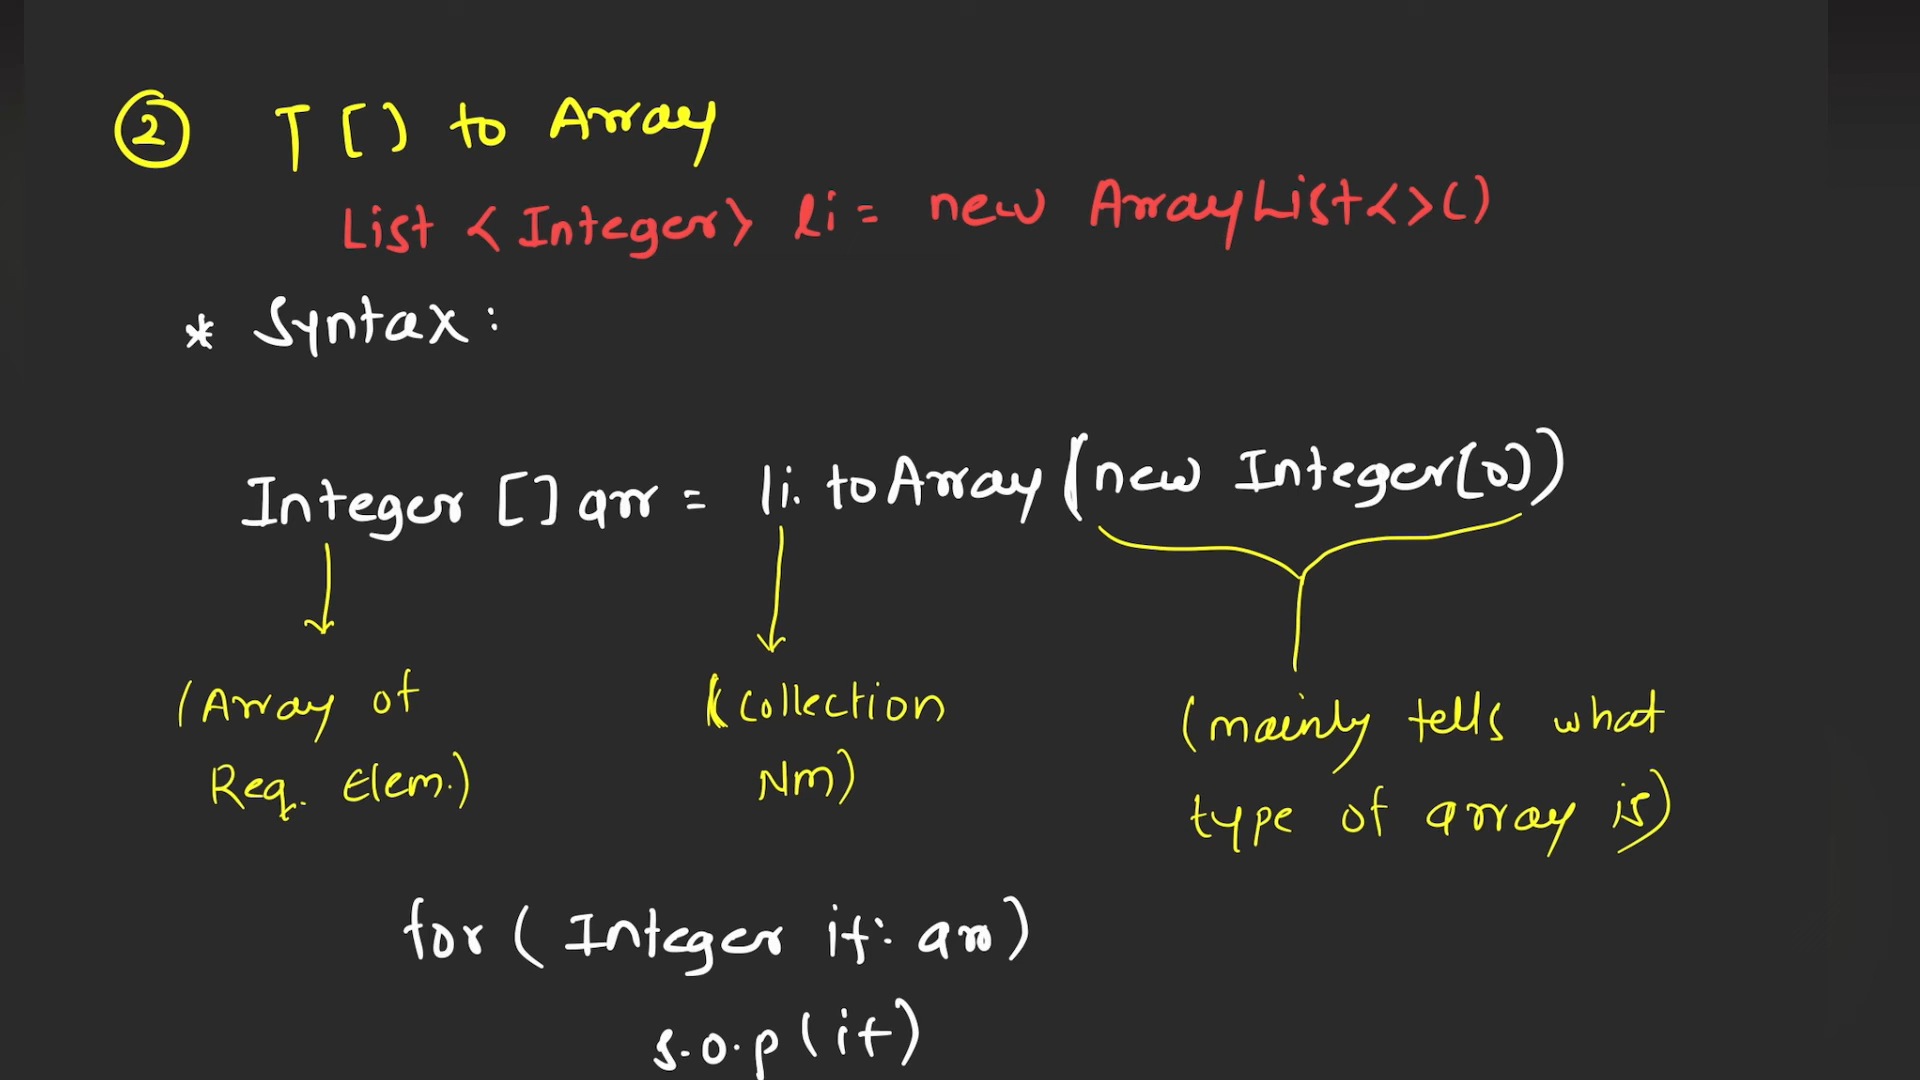 ② T[] to Array
List <Integer> li = new ArrayList<>()
* Syntax:
Integer [] arr = li.toArray(new Integer[0])
(Array of
Req. Elem.)
(Collection
Nm)
(mainly tells what
type of array is)
for (Integer it: arr)
s.o.p(it)